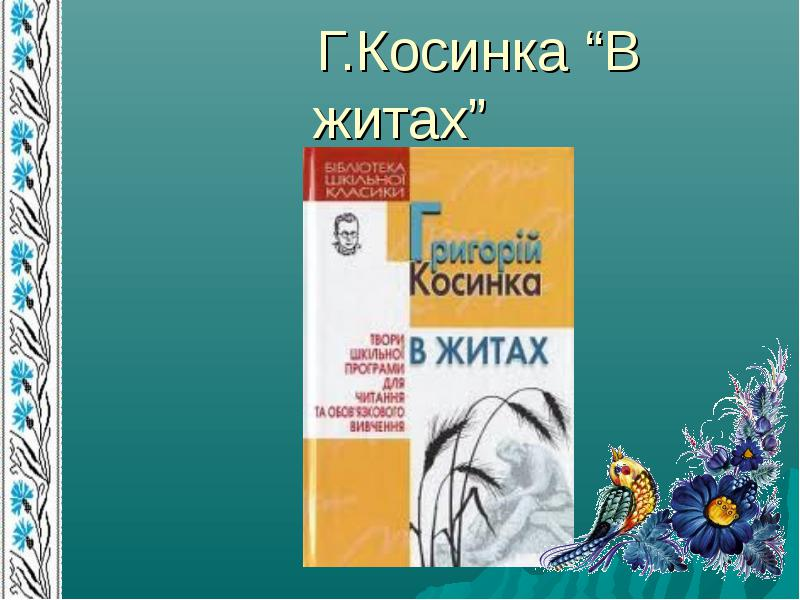 Г.Косинка “В
житах”
БІБЛІОТЕКА
ШКІЛЬНОЇ
КЛАСИКИ
Григорій
Косинка
В ЖИТАХ
ТВОРИ
ШКІЛЬНОЇ
ПРОГРАМИ
ДЛЯ
ЧИТАННЯ
ТА ОБОВ'ЯЗКОВОГО
ВИВЧЕННЯ